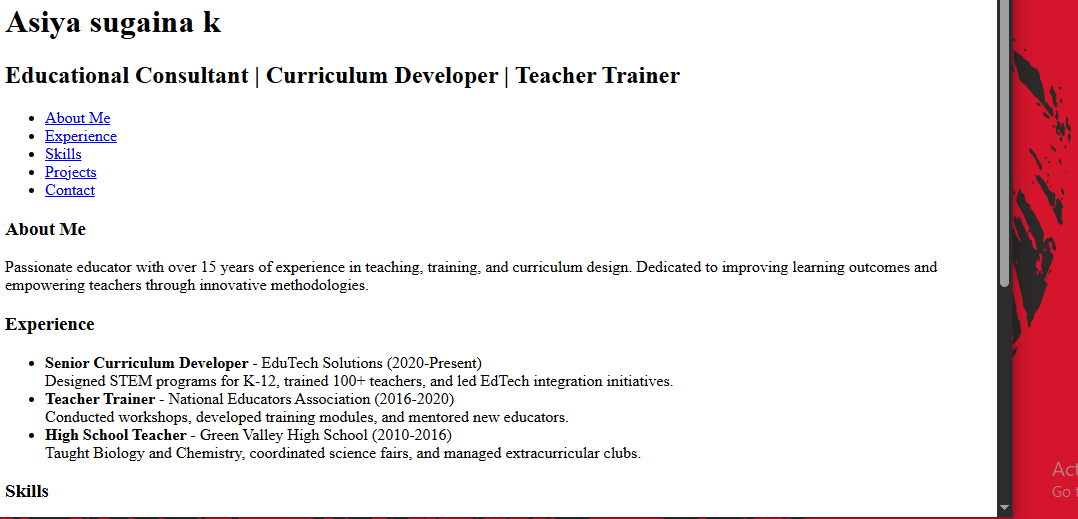 Asiya sugaina k
Educational Consultant | Curriculum Developer | Teacher Trainer
About Me
Experience
Skills
Projects
Contact
About Me
Passionate educator with over 15 years of experience in teaching, training, and curriculum design. Dedicated to improving learning outcomes and
empowering teachers through innovative methodologies.
Experience
Senior Curriculum Developer - EduTech Solutions (2020-Present)
Designed STEM programs for K-12, trained 100+ teachers, and led EdTech integration initiatives.
Teacher Trainer - National Educators Association (2016-2020)
Conducted workshops, developed training modules, and mentored new educators.
High School Teacher - Green Valley High School (2010-2016)
Taught Biology and Chemistry, coordinated science fairs, and managed extracurricular clubs.
Skills
Go